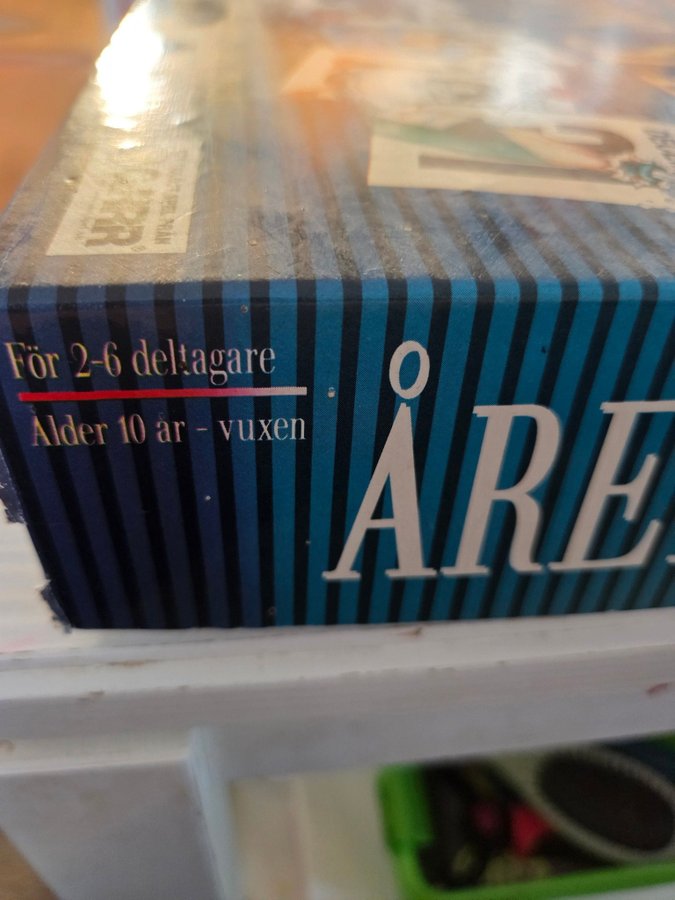 För 2-6 deltagare
Ålder 10 år - vuxen
ÅRE